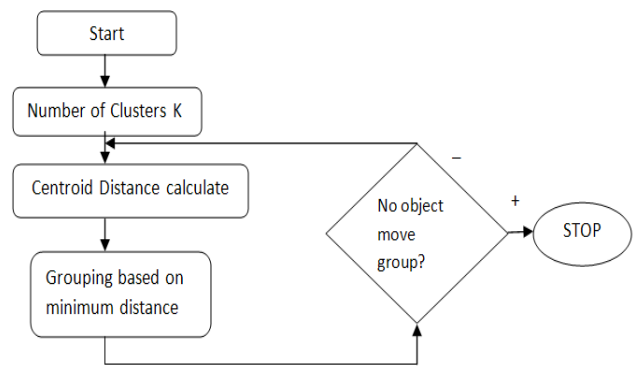 Start
Number of Clusters K
Centroid Distance calculate
Grouping based on
minimum distance
No object
move
group?
–
+
STOP